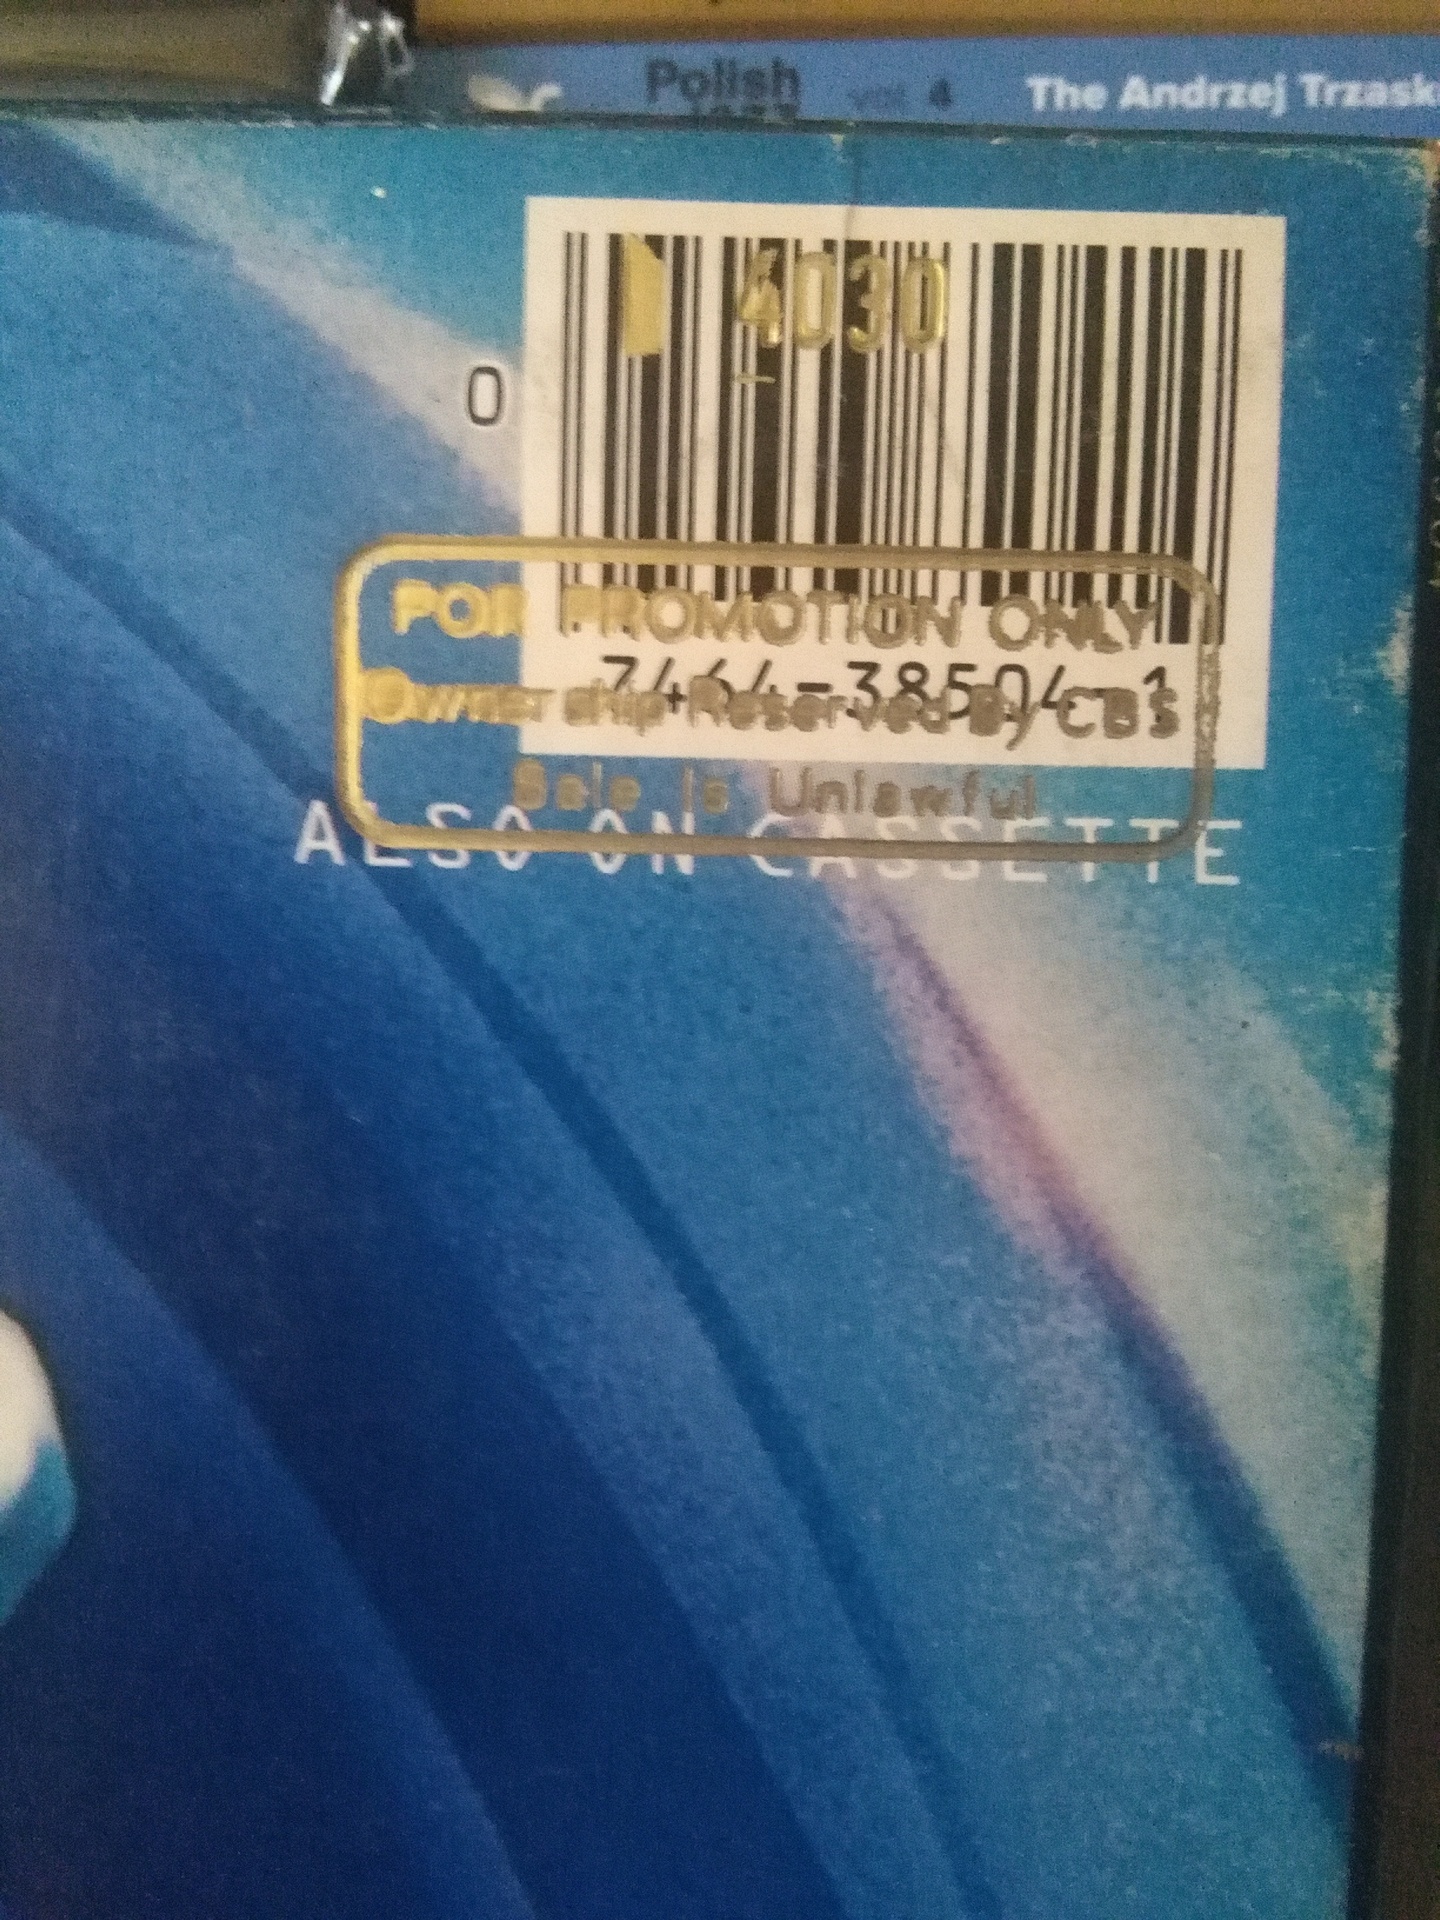 Polish
vol. 4
The Andrzej Trzask
4030
0
FOR PROMOTION ONLY
7464-38504-1
Ownership Reserved By CBS
Sale is Unlawful
ALSO ON CASSETTE